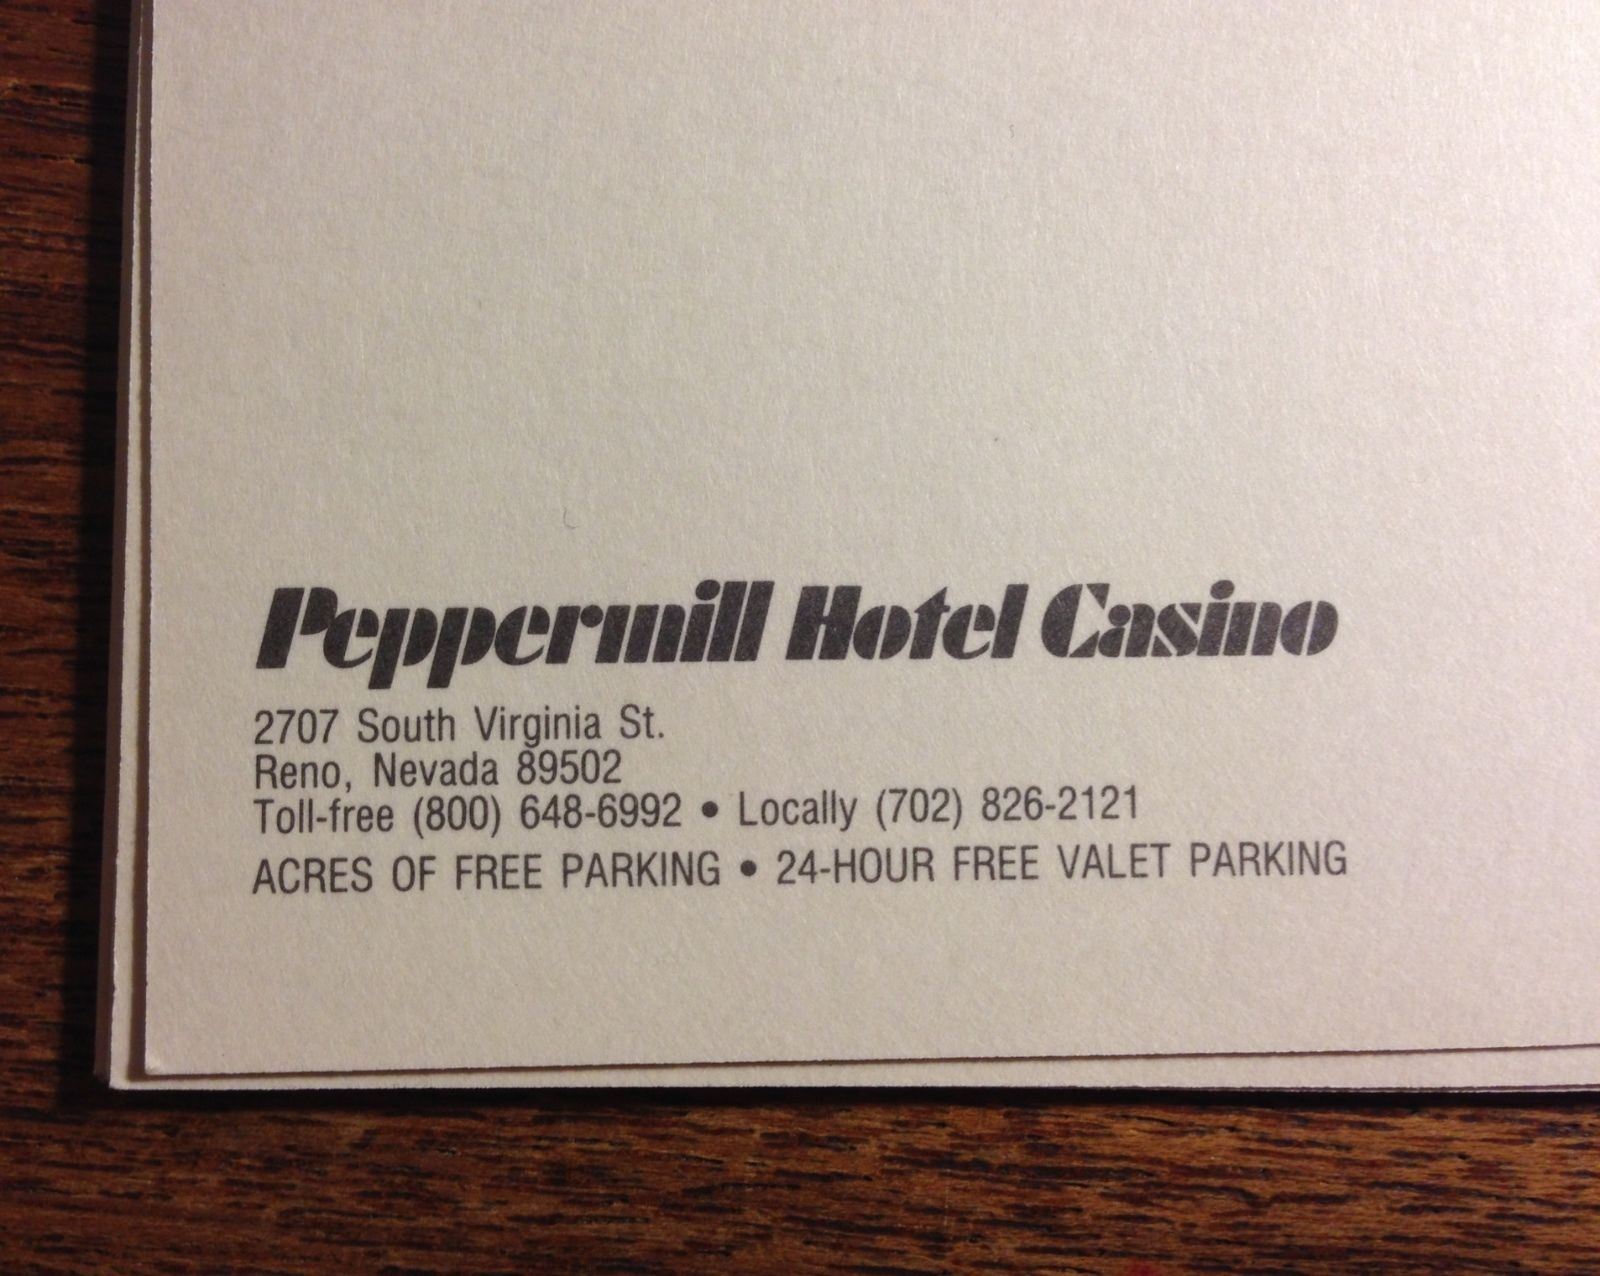 Peppermill Hotel Casino
2707 South Virginia St.
Reno, Nevada 89502
Toll-free (800) 648-6992 • Locally (702) 826-2121
ACRES OF FREE PARKING • 24-HOUR FREE VALET PARKING